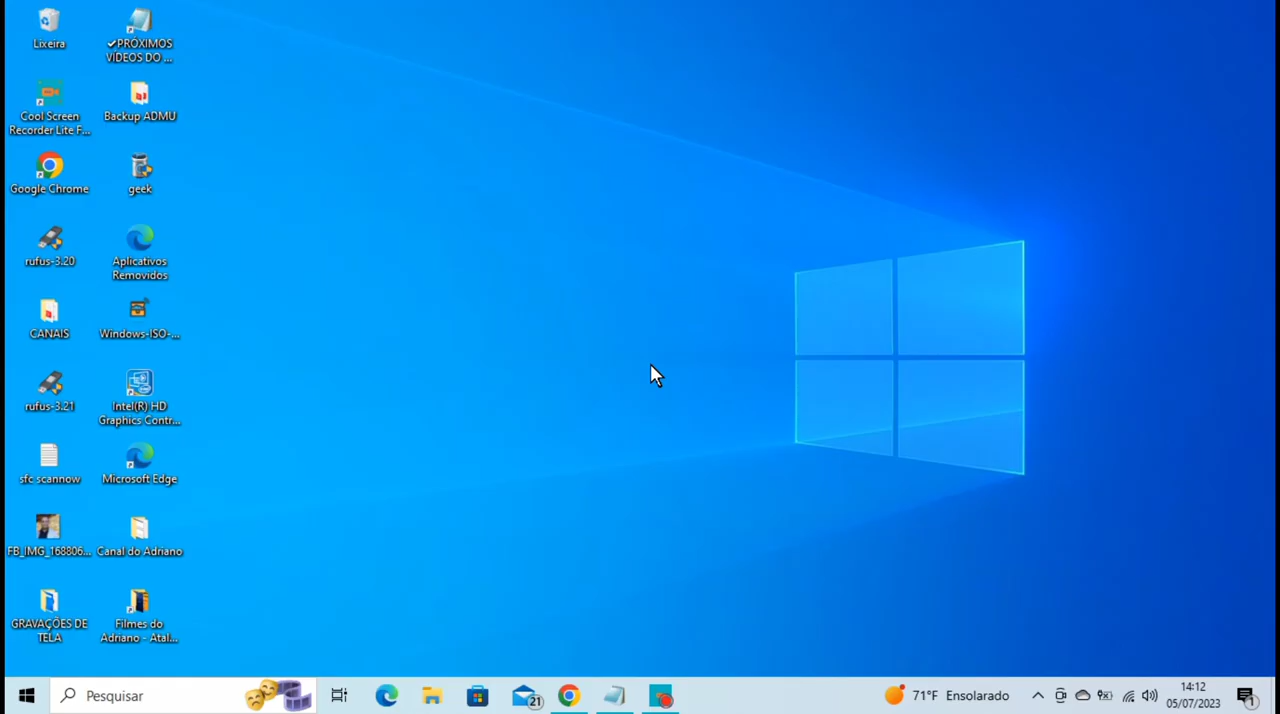 Lixeira
✔PRÓXIMOS
VIDEOS DO ...
Cool Screen
Recorder Lite F...
Backup ADMU
Google Chrome
geek
rufus-3.20
Aplicativos
Removidos
CANAIS
Windows-ISO-...
rufus-3.21
Intel(R) HD
Graphics Contr...
sfc scannow
Microsoft Edge
FB_IMG_168806...
Canal do Adriano
GRAVAÇÕES DE
TELA
Filmes do
Adriano - Atal...
Pesquisar
21
71°F Ensolarado
14:12
05/07/2023
1